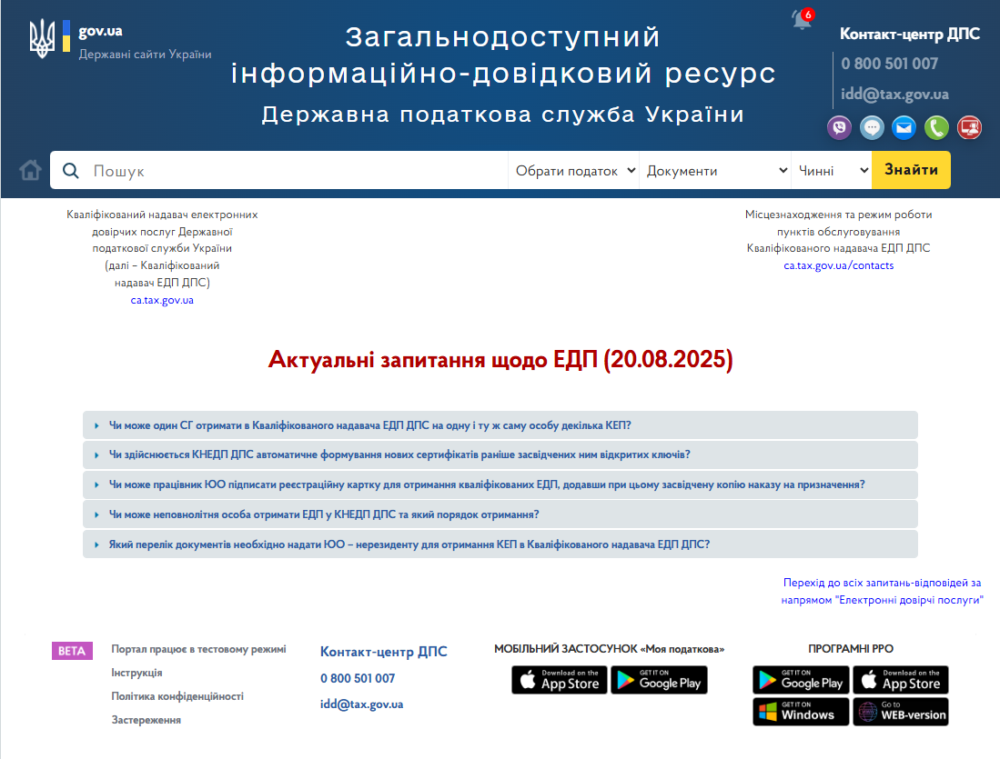 gov.ua
Державні сайти України
Загальнодоступний
інформаційно-довідковий ресурс
Державна податкова служба України
6
Контакт-центр ДПС
0 800 501 007
idd@tax.gov.ua
Пошук
Обрати податок
Документи
Чинні
Знайти
Кваліфікований надавач електронних
довірчих послуг Державної
податкової служби України
(далі – Кваліфікований
надавач ЕДП ДПС)
ca.tax.gov.ua
Місцезнаходження та режим роботи
пунктів обслуговування
Кваліфікованого надавача ЕДП ДПС
ca.tax.gov.ua/contacts
Актуальні запитання щодо ЕДП (20.08.2025)
Чи може один СГ отримати в Кваліфікованого надавача ЕДП ДПС на одну і ту ж саму особу декілька КЕП?
Чи здійснюється КНЕДП ДПС автоматичне формування нових сертифікатів раніше засвідчених ним відкритих ключів?
Чи може працівник ЮО підписати реєстраційну картку для отримання кваліфікованих ЕДП, додавши при цьому засвідчену копію наказу на призначення?
Чи може неповнолітня особа отримати ЕДП у КНЕДП ДПС та який порядок отримання?
Який перелік документів необхідно надати ЮО – нерезиденту для отримання КЕП в Кваліфікованого надавача ЕДП ДПС?
Перехід до всіх запитань-відповідей за
напрямом "Електронні довірчі послуги"
BETA
Портал працює в тестовому режимі
Інструкція
Політика конфіденційності
Застереження
Контакт-центр ДПС
0 800 501 007
idd@tax.gov.ua
МОБІЛЬНИЙ ЗАСТОСУНОК «Моя податкова»
Download on the
App Store
GET IT ON
Google Play
ПРОГРАМНІ РРО
GET IT ON
Google Play
Download on the
App Store
GET IT ON
Windows
Go to
WEB-version